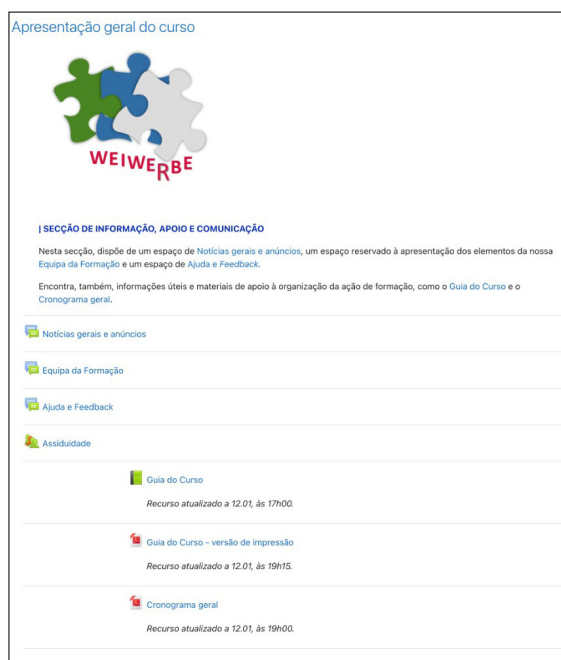 Apresentação geral do curso
WEIWERBE
| SECÇÃO DE INFORMAÇÃO, APOIO E COMUNICAÇÃO
Nesta secção, dispõe de um espaço de Notícias gerais e anúncios, um espaço reservado à apresentação dos elementos da nossa
Equipa da Formação e um espaço de Ajuda e Feedback.
Encontra, também, informações úteis e materiais de apoio à organização da ação de formação, como o Guia do Curso e o
Cronograma geral.
Notícias gerais e anúncios
Equipa da Formação
Ajuda e Feedback
Assiduidade
Guia do Curso
Recurso atualizado a 12.01, às 17h00.
Guia do Curso - versão de impressão
Recurso atualizado a 12.01, às 19h15.
Cronograma geral
Recurso atualizado a 12.01, às 19h00.